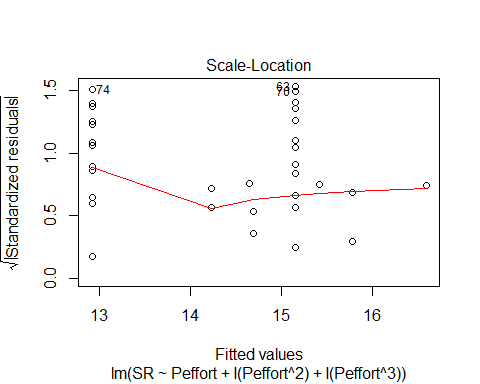 Scale-Location
√|Standardized residuals|
1.5
1.0
0.5
0.0
74
63
76
13
14
15
16
Fitted values
lm(SR ~ Peffort + I(Peffort^2) + I(Peffort^3))